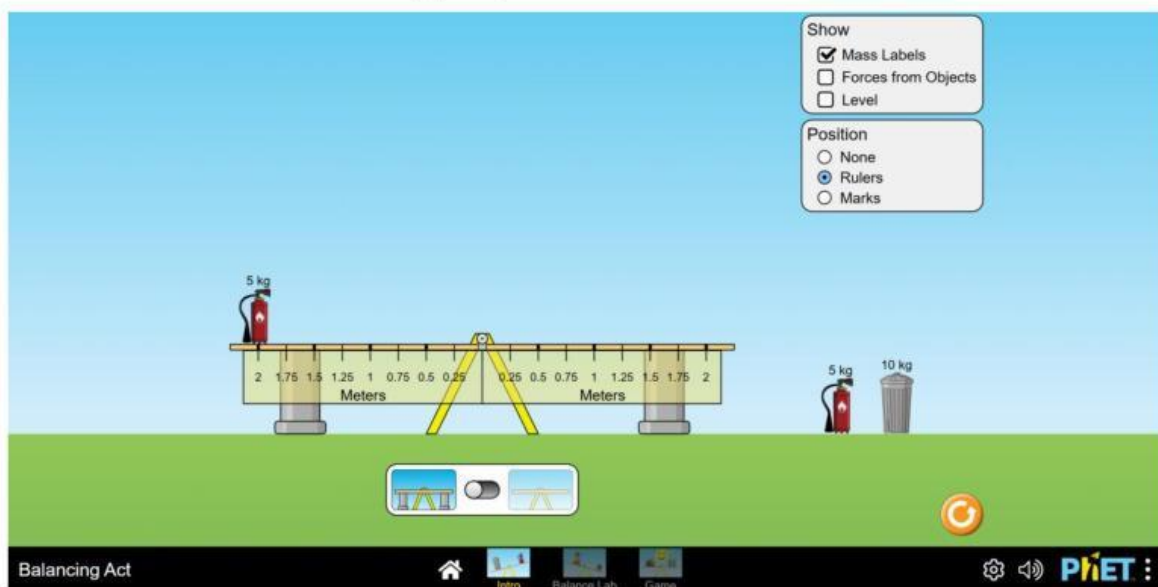 Show
Mass Labels
Forces from Objects
Level
Position
None
Rulers
Marks
5 kg
2 1.75 1.5 1.25 1 0.75 0.5 0.25 0.25 0.5 0.75 1 1.25 1.5 1.75 2
Meters Meters
5 kg 10 kg
Balancing Act
Intro Balance Lab Game
PhET